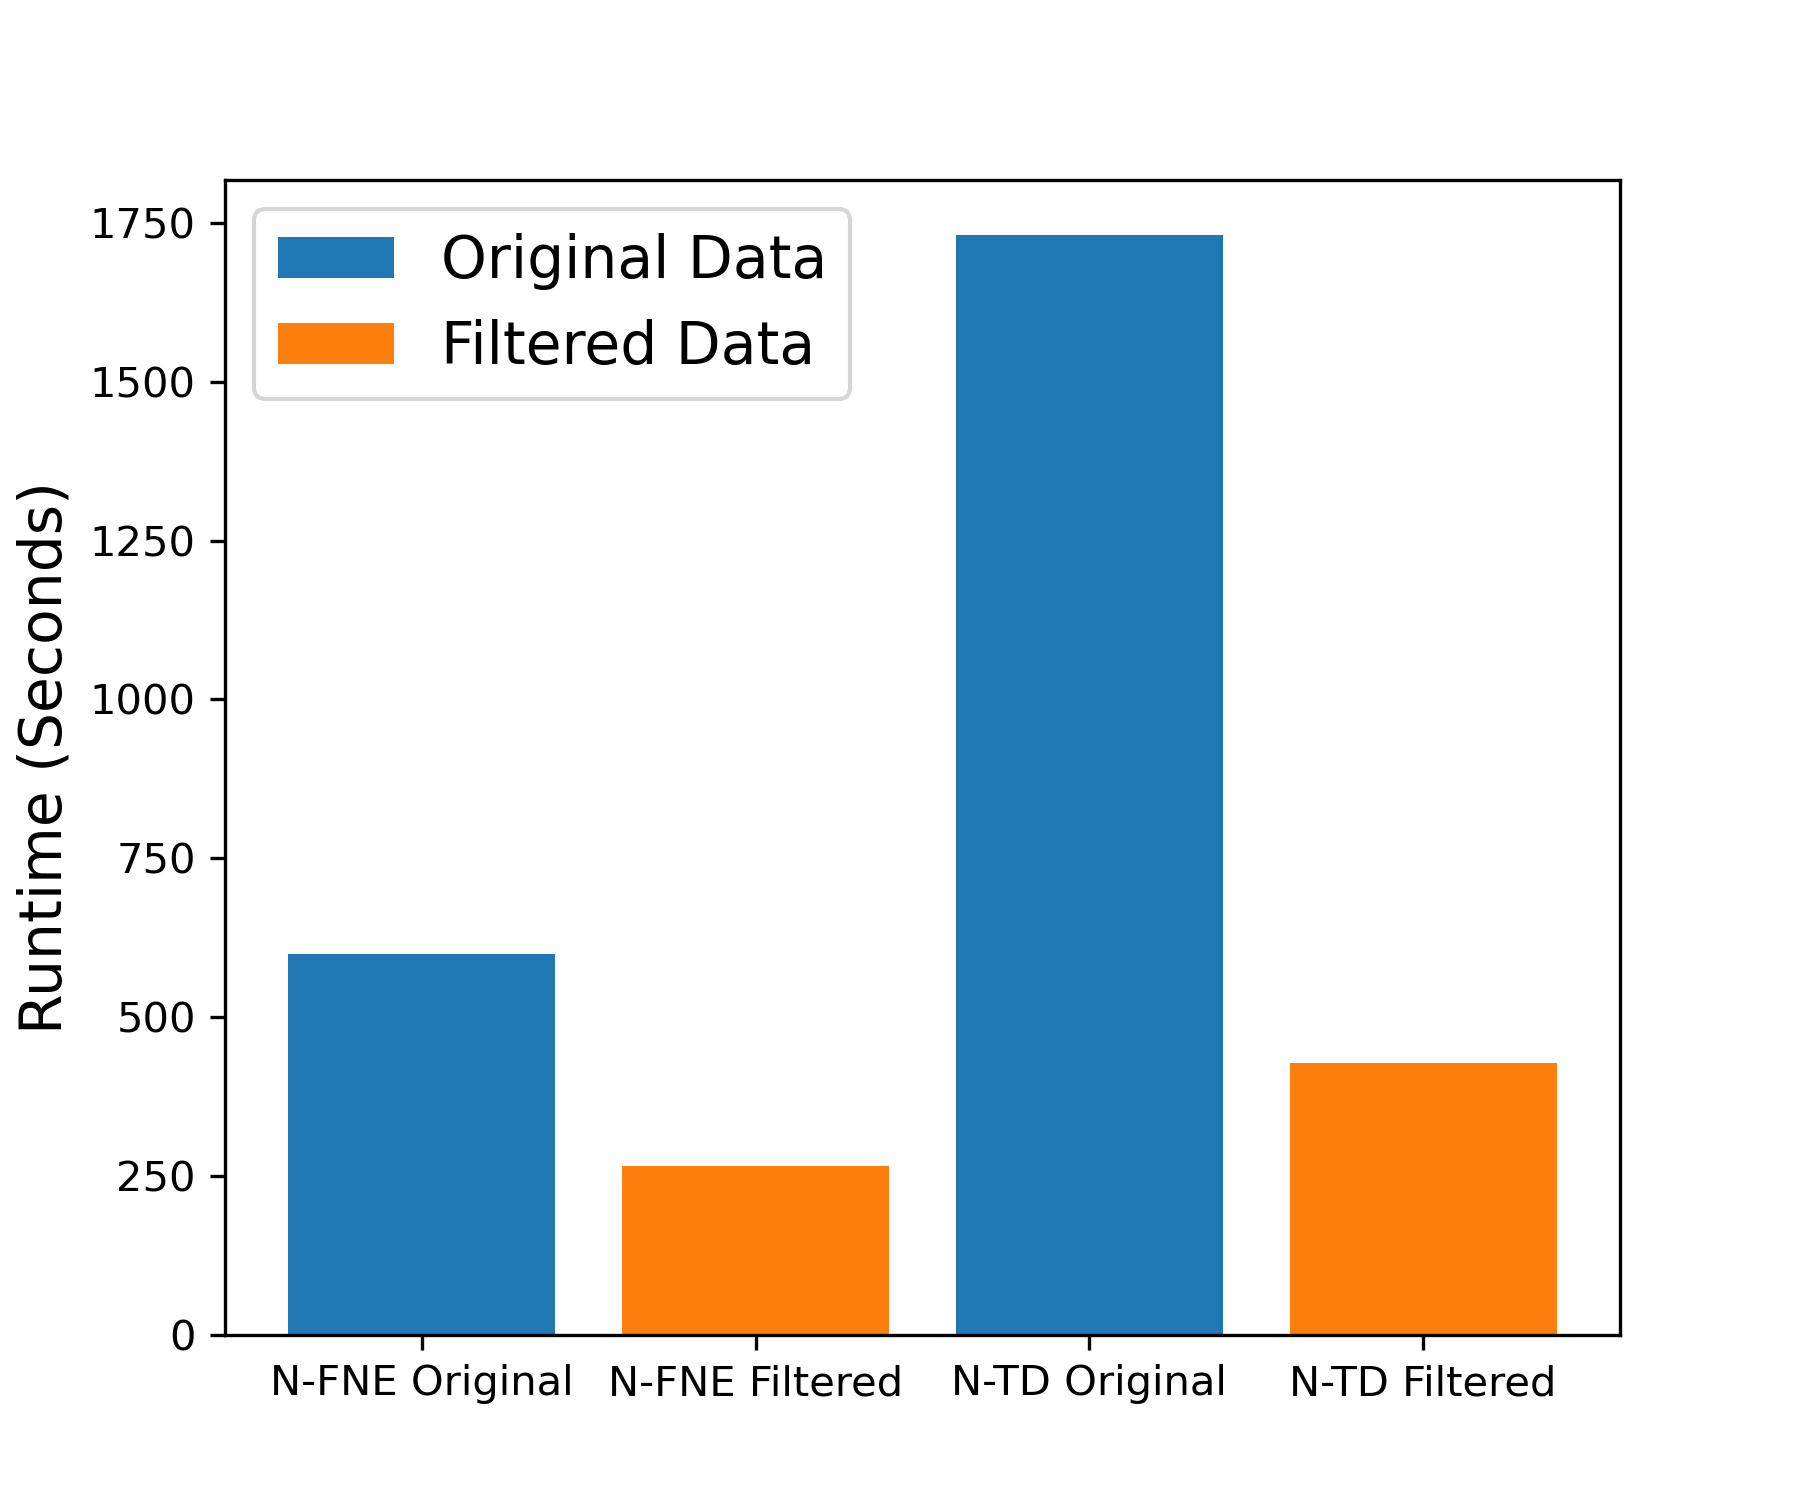 Original Data
Filtered Data
1750
1500
1250
1000
750
500
250
0
Runtime (Seconds)
N-FNE Original
N-FNE Filtered
N-TD Original
N-TD Filtered